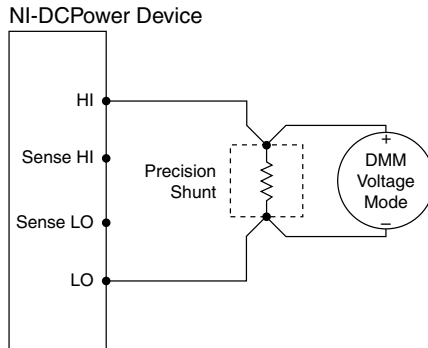 NI-DCPower Device
HI
Sense HI
Sense LO
LO
Precision
Shunt
+
DMM
Voltage
Mode
–